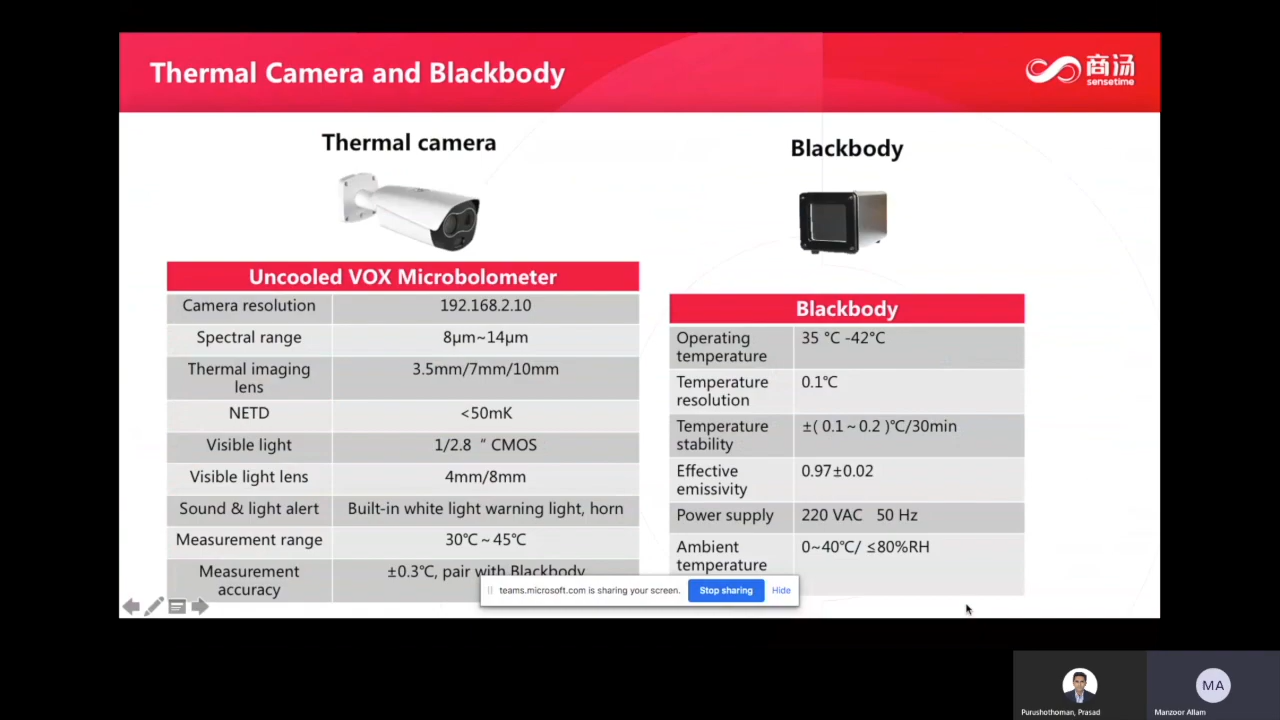 Thermal Camera and Blackbody
商汤
sensetime
Thermal camera
Uncooled VOX Microbolometer
Camera resolution 192.168.2.10
Spectral range 8μm~14μm
Thermal imaging
lens 3.5mm/7mm/10mm
NETD <50mK
Visible light 1/2.8 “ CMOS
Visible light lens 4mm/8mm
Sound & light alert Built-in white light warning light, horn
Measurement range 30℃ ~ 45℃
Measurement
accuracy ±0.3℃, pair with Blackbody
Blackbody
Blackbody
Operating
temperature 35 °C -42°C
Temperature
resolution 0.1℃
Temperature
stability ±( 0.1 ~ 0.2 )℃/30min
Effective
emissivity 0.97±0.02
Power supply 220 VAC 50 Hz
Ambient
temperature 0~40℃/ ≤80%RH
teams.microsoft.com is sharing your screen. Stop sharing Hide
MA
Purushothoman, Prasad
Manzoor Allam